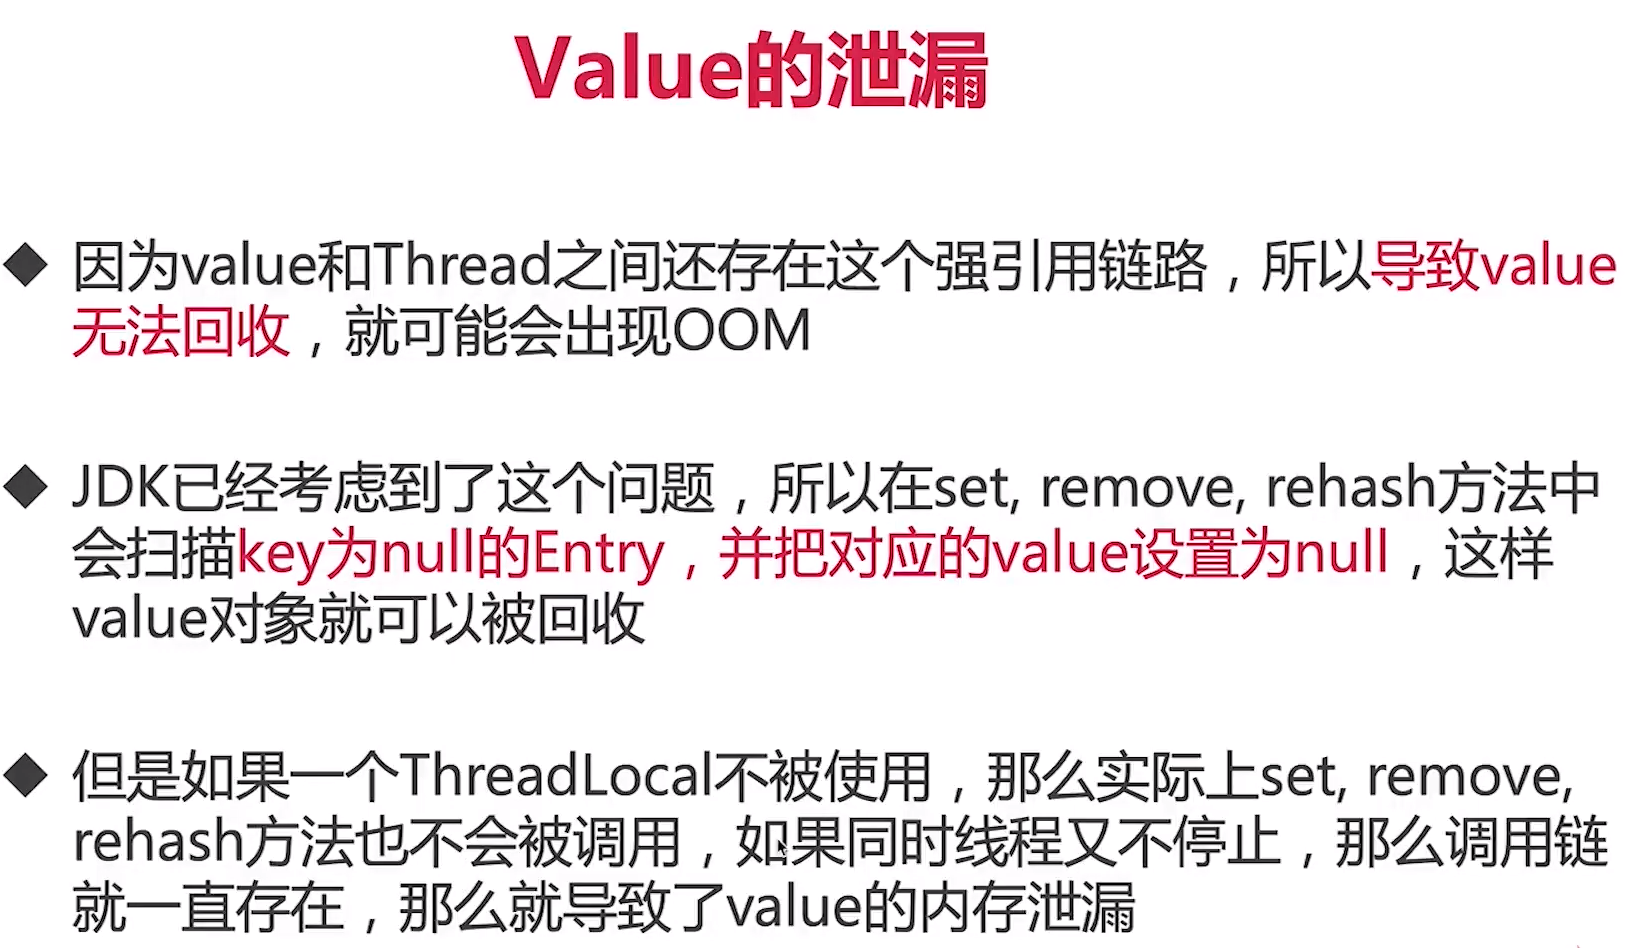 Value的泄漏
◆ 因为value和Thread之间还存在这个强引用链路，所以导致value
无法回收，就可能会出现OOM
◆ JDK已经考虑到了这个问题，所以在set, remove, rehash方法中
会扫描key为null的Entry，并把对应的value设置为null，这样
value对象就可以被回收
◆ 但是如果一个ThreadLocal不被使用，那么实际上set, remove,
rehash方法也不会被调用，如果同时线程又不停止，那么调用链
就一直存在，那么就导致了value的内存泄漏